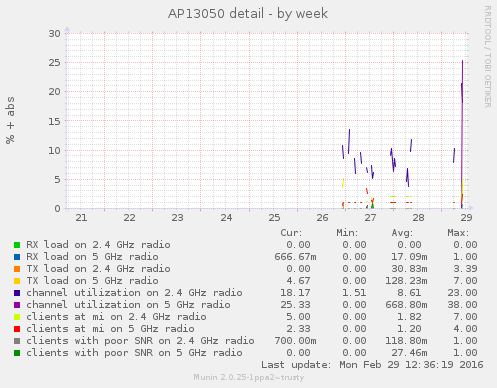 AP13050 detail - by week
RRDTOOL / TOBI OETIKER
% + abs
30
25
20
15
10
5
0
21 22 23 24 25 26 27 28 29
Cur: Min: Avg: Max:
RX load on 2.4 GHz radio 0.00 0.00 0.00 0.00
RX load on 5 GHz radio 666.67m 0.00 17.09m 1.00
TX load on 2.4 GHz radio 0.00 0.00 30.83m 3.39
TX load on 5 GHz radio 4.67 0.00 128.23m 7.00
channel utilization on 2.4 GHz radio 18.17 1.51 8.61 23.00
channel utilization on 5 GHz radio 25.33 0.00 668.80m 38.00
clients at mi on 2.4 GHz radio 5.00 0.00 1.82 7.00
clients at mi on 5 GHz radio 2.33 0.00 1.20 4.00
clients with poor SNR on 2.4 GHz radio 700.00m 0.00 118.80m 1.00
clients with poor SNR on 5 GHz radio 0.00 0.00 27.46m 1.00
Last update: Mon Feb 29 12:36:19 2016
Munin 2.0.25-1ppa2~trusty